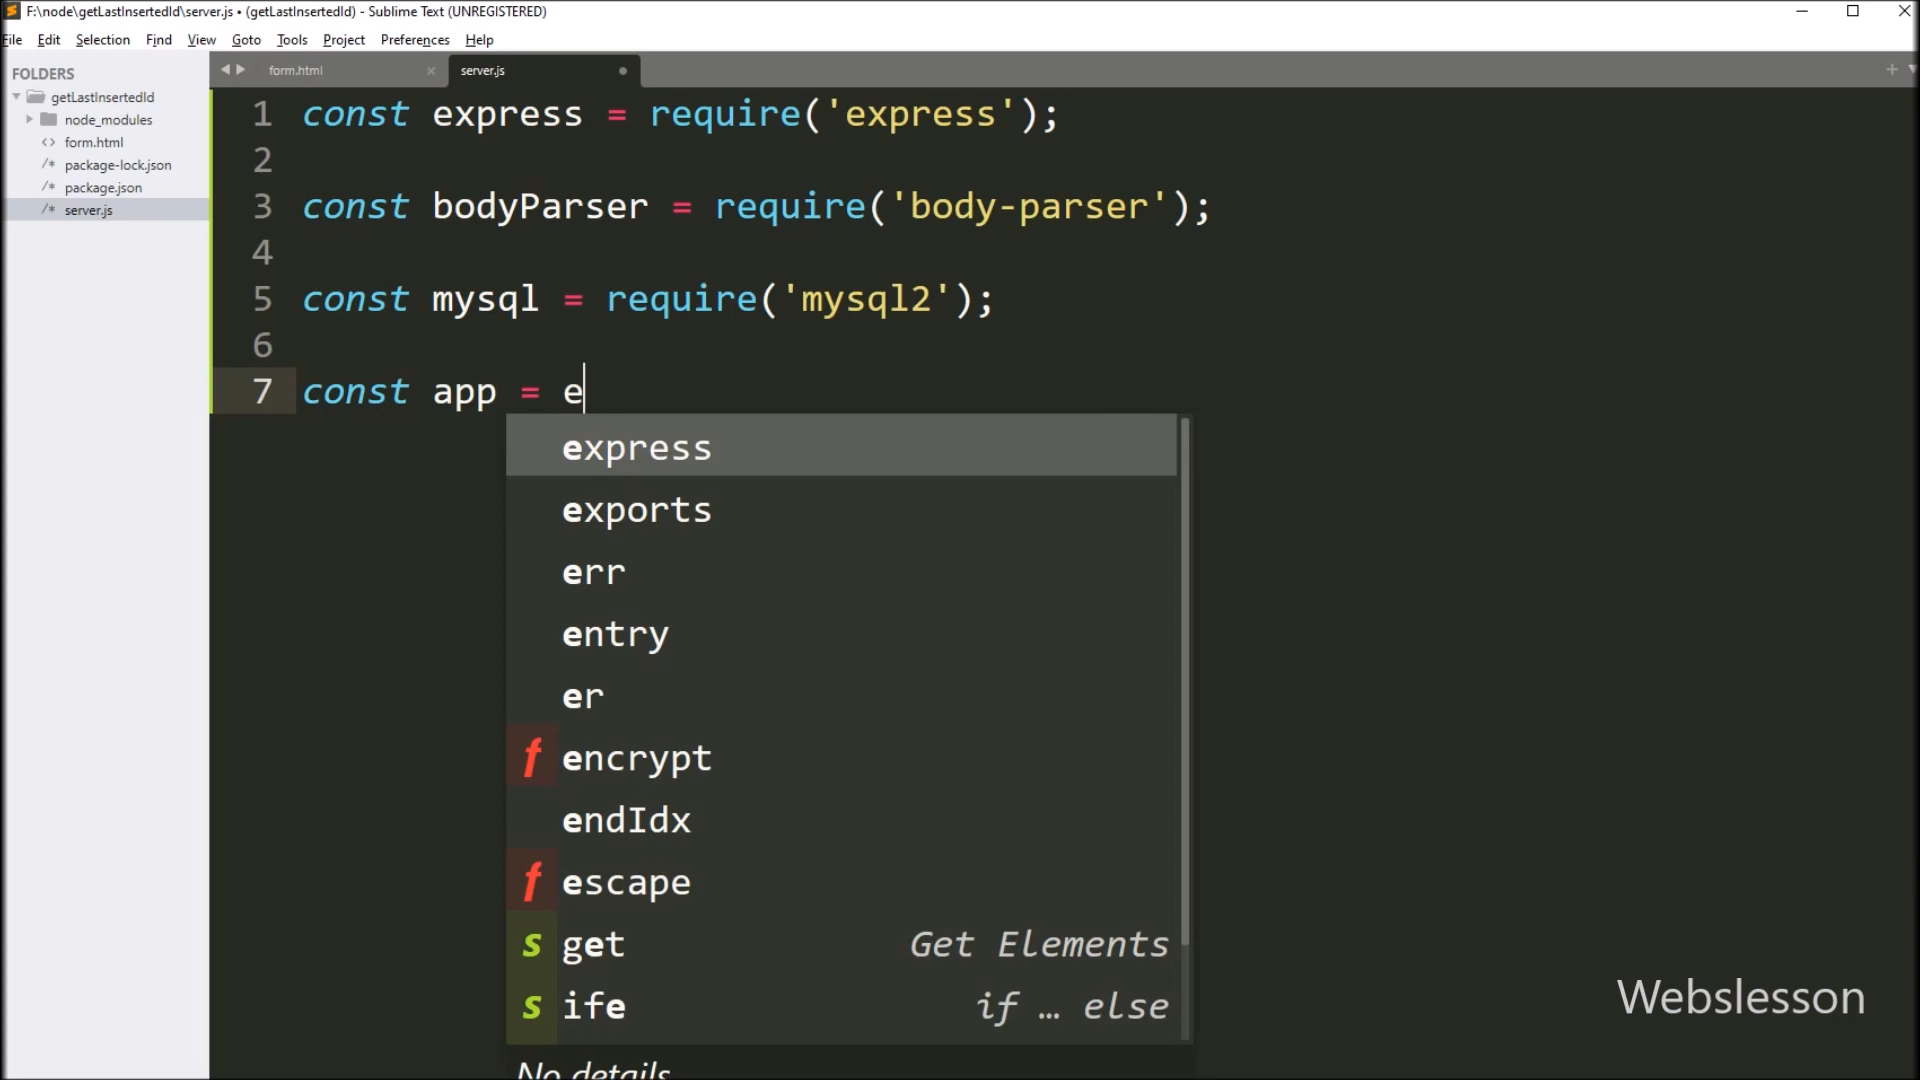 F:\node\getLastInsertedId\server.js • (getLastInsertedId) - Sublime Text (UNREGISTERED)
File Edit Selection Find View Goto Tools Project Preferences Help
FOLDERS
getLastInsertedId
node_modules
form.html
package-lock.json
package.json
server.js
form.html
server.js
1 const express = require('express');
2
3 const bodyParser = require('body-parser');
4
5 const mysql = require('mysql2');
6
7 const app = e
express
exports
err
entry
er
f encrypt
endIdx
f escape
s get Get Elements
s ife if … else
No details
Webslesson